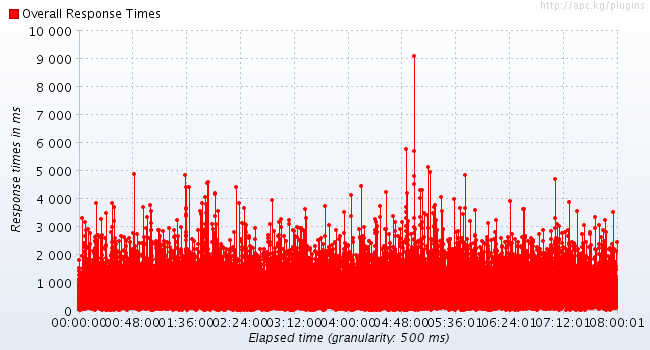 http://apc.kg/plugins
Overall Response Times
10 000
9 000
8 000
7 000
6 000
5 000
4 000
3 000
2 000
1 000
0
Response times in ms
00:00:00 00:48:00 01:36:00 02:24:00 03:12:00 04:00:00 04:48:00 05:36:01 06:24:01 07:12:01 08:00:01
Elapsed time (granularity: 500 ms)